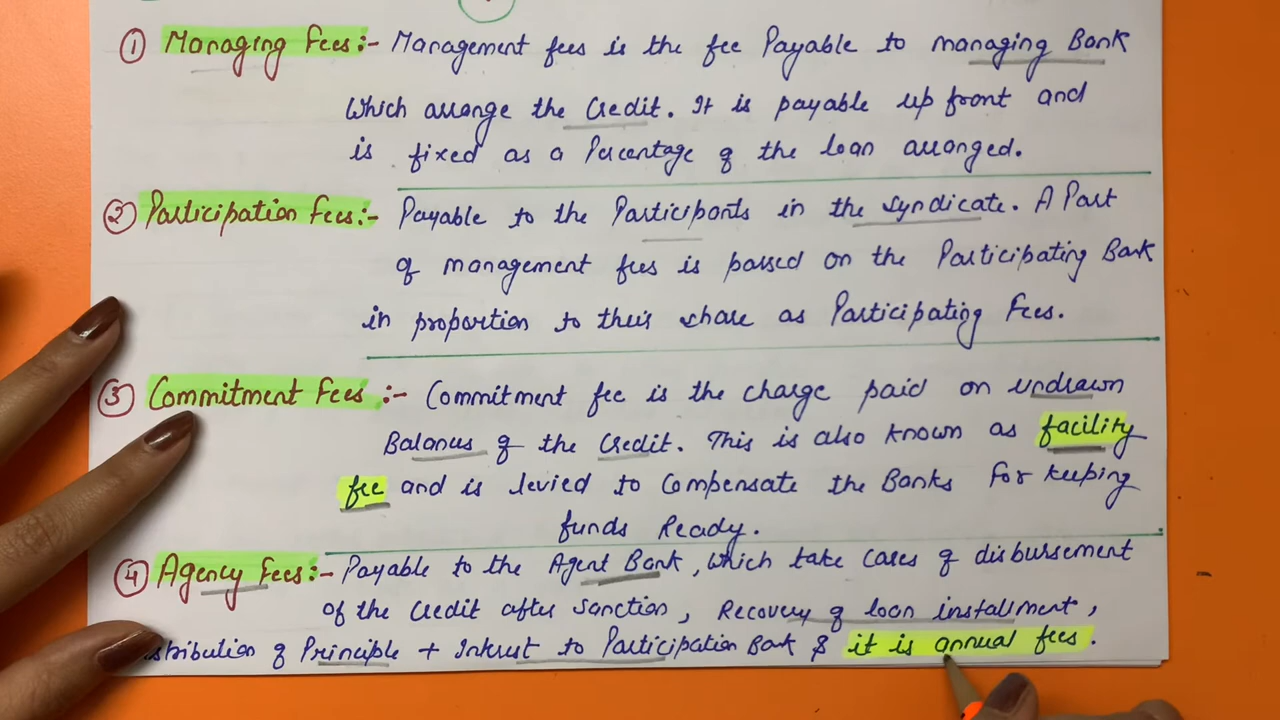 ① Managing Fees:- Management fees is the fee Payable to managing Bank
Which arrange the Credit. It is payable up front and
is fixed as a Percentage of the loan arranged.
② Participation Fees:- Payable to the Participants in the Syndicate. A Part
of management fees is passed on the Participating Bank
in proportion to their share as Participating Fees.
③ Commitment Fees :- Commitment fee is the charge paid on undrawn
Balances of the Credit. This is also known as facility
fee and is levied to Compensate the Banks For keeping
funds Ready.
④ Agency Fees:- Payable to the Agent Bank, Which take cares of disbursement
of the Credit after Sanction, Recovery of loan installment,
stribution of Principle + Interest to Participation Bank & it is annual fees.